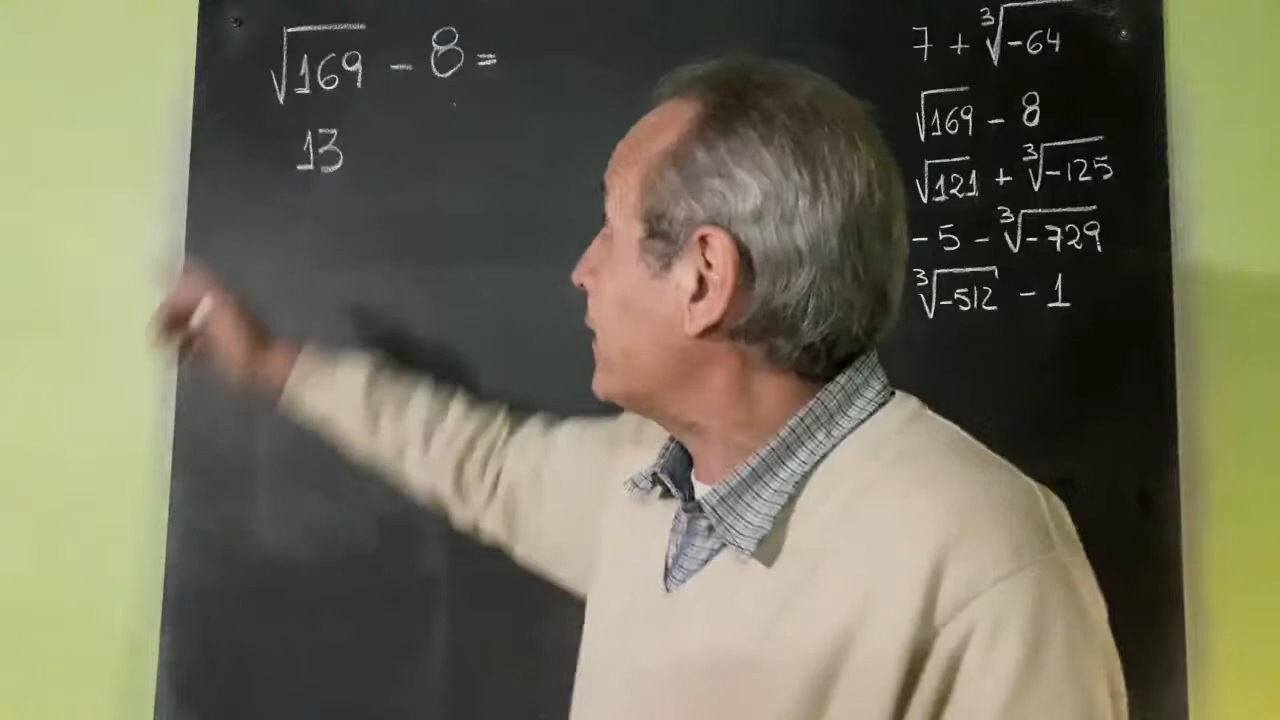 √169 - 8 =
13
7 + ∛-64
√169 - 8
√121 + ∛-125
-5 - ∛-729
∛-512 - 1